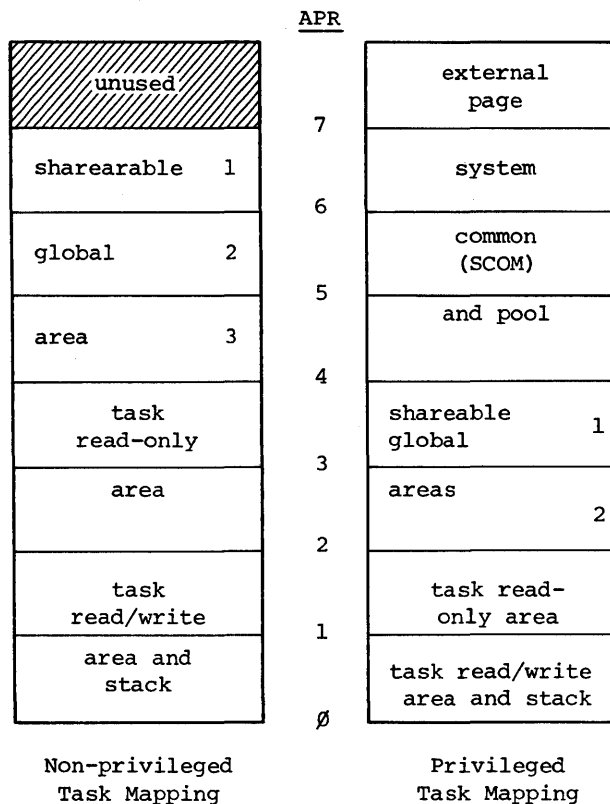 APR
unused
7
sharearable 1
6
global 2
5
area 3
4
task
read-only
3
area
2
task
read/write
1
area and
stack
Ø
Non-privileged
Task Mapping
external
page
system
common
(SCOM)
and pool
shareable
global 1
areas
2
task read-
only area
task read/write
area and stack
Privileged
Task Mapping